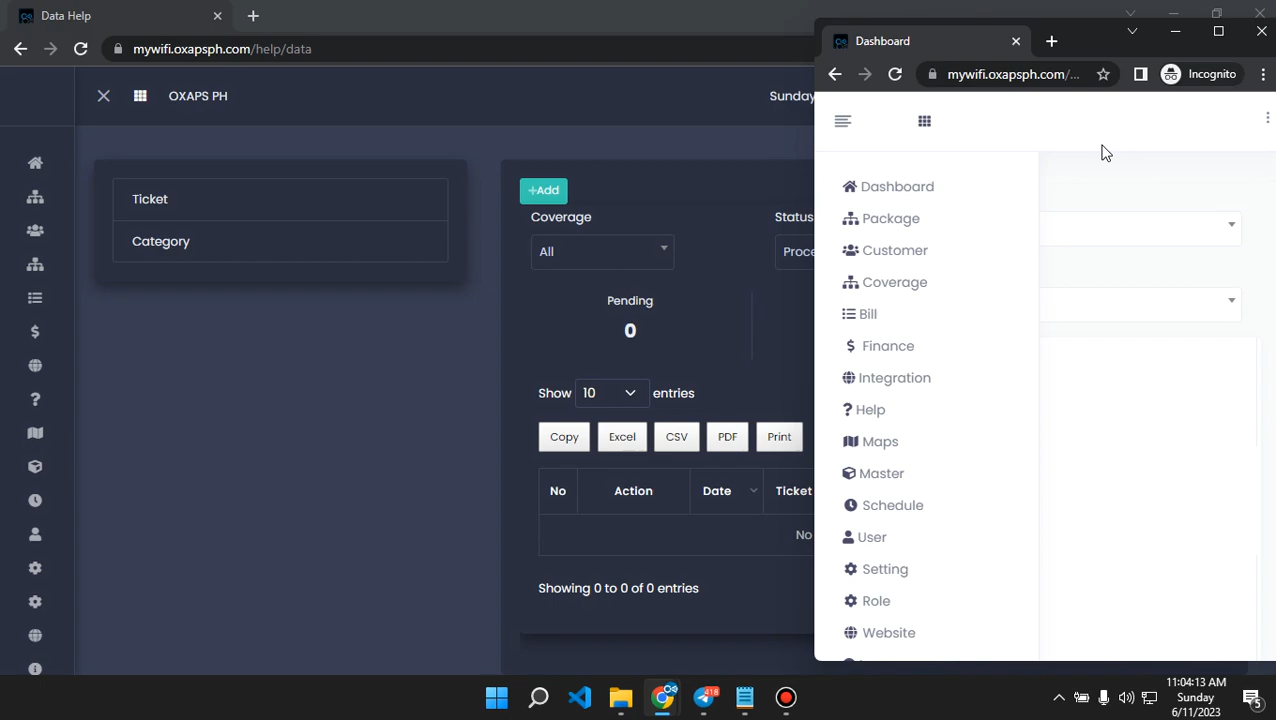 Data Help
mywifi.oxapsph.com/help/data
OXAPS PH
Sunday
Ticket
Category
+Add
Coverage
Status
All
Proce
Pending
0
Show 10 entries
Copy Excel CSV PDF Print
No Action Date Ticket
No
Showing 0 to 0 of 0 entries
Dashboard
mywifi.oxapsph.com/...
Incognito
Dashboard
Package
Customer
Coverage
Bill
Finance
Integration
Help
Maps
Master
Schedule
User
Setting
Role
Website
418
11:04:13 AM
Sunday
6/11/2023
5